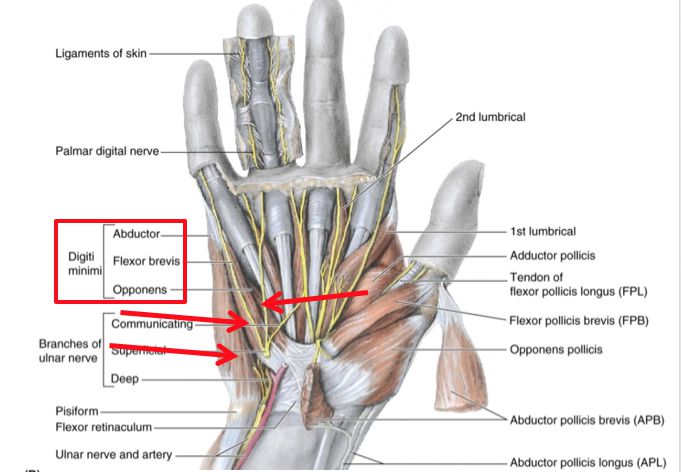 Ligaments of skin
Palmar digital nerve
2nd lumbrical
Digiti
minimi
Abductor
Flexor brevis
Opponens
1st lumbrical
Adductor pollicis
Tendon of
flexor pollicis longus (FPL)
Flexor pollicis brevis (FPB)
Opponens pollicis
Branches of
ulnar nerve
Communicating
Superficial
Deep
Pisiform
Flexor retinaculum
Ulnar nerve and artery
Abductor pollicis brevis (APB)
Abductor pollicis longus (APL)